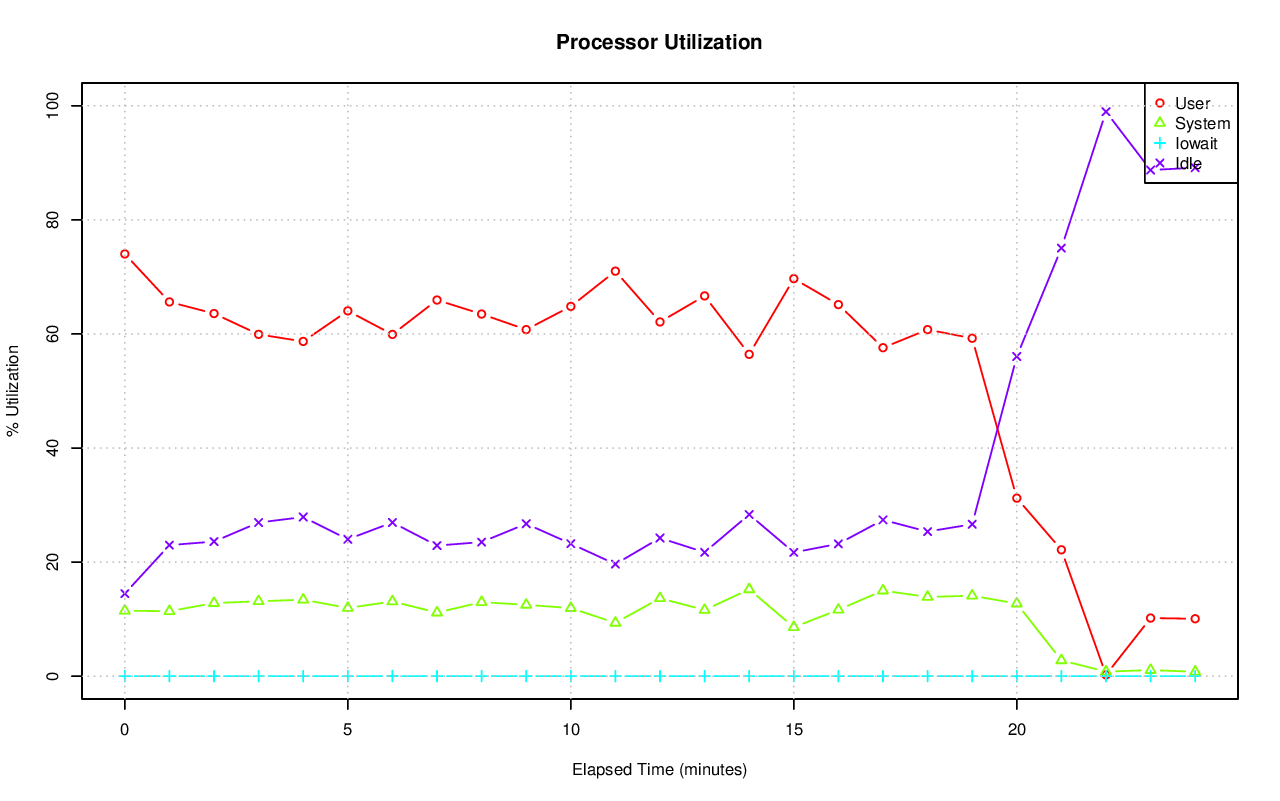 Processor Utilization
100
80
60
40
20
0
% Utilization
User
System
Iowait
Idle
0 5 10 15 20
Elapsed Time (minutes)